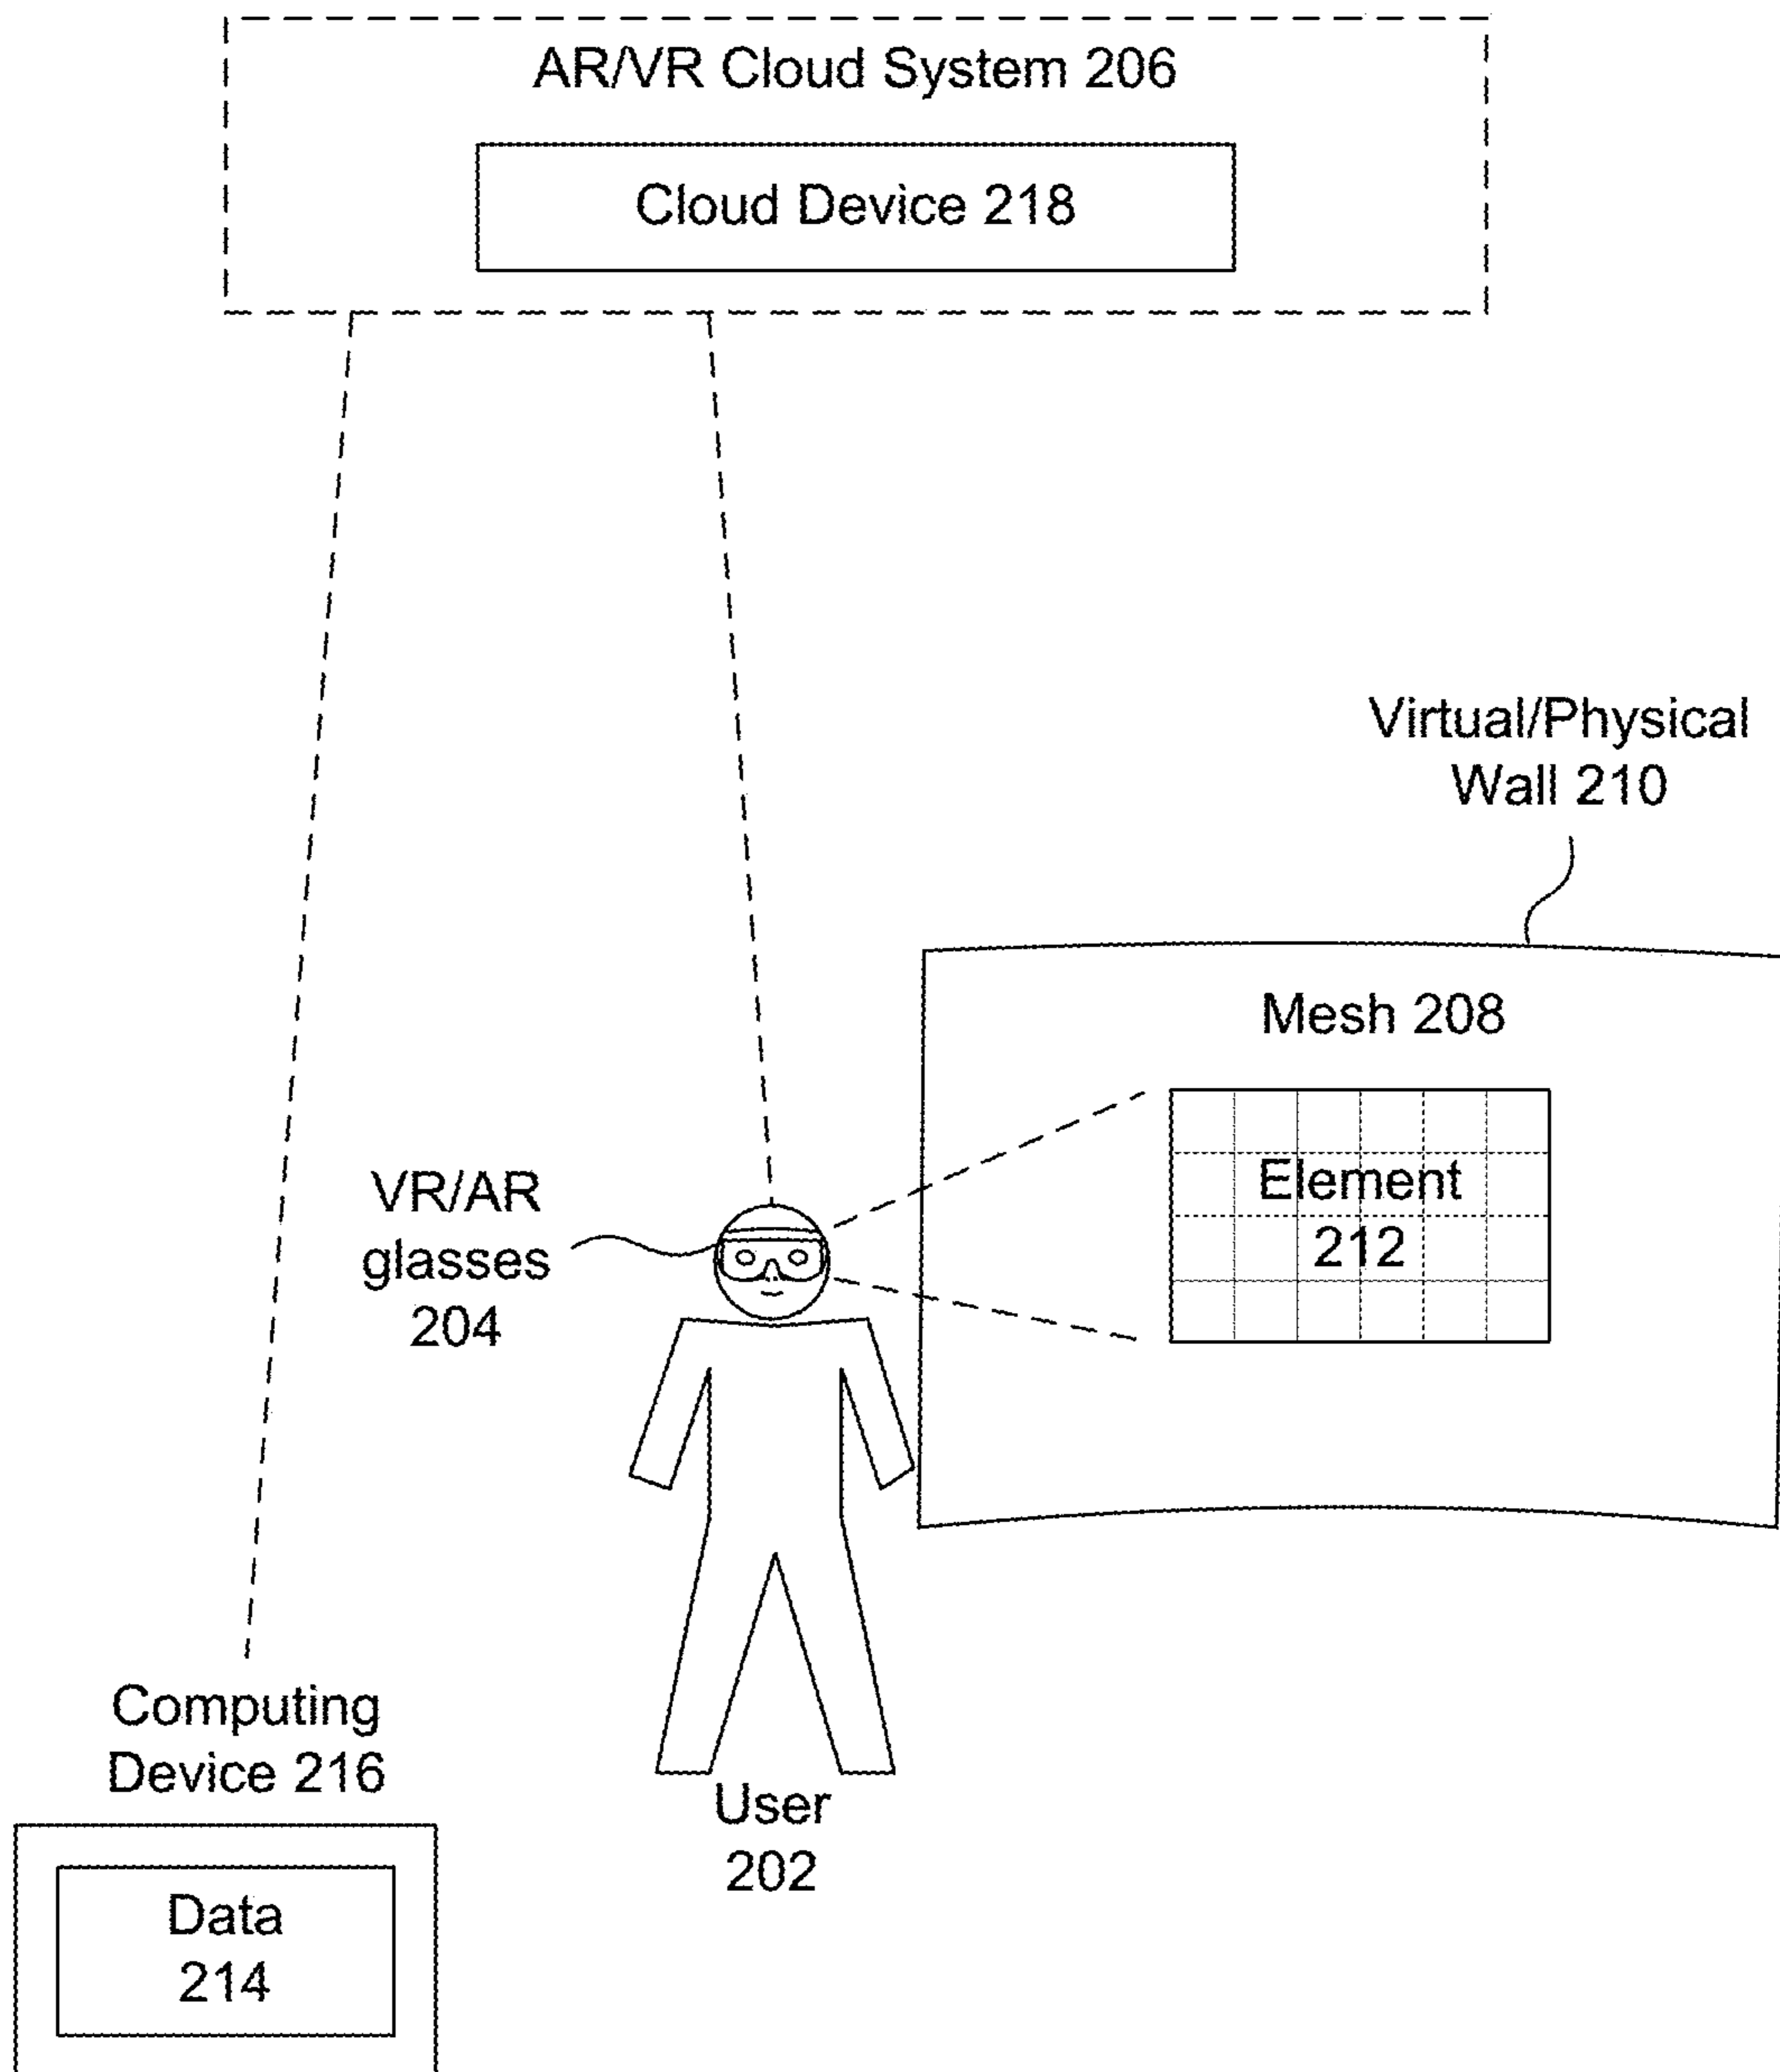 AR/VR Cloud System 206
Cloud Device 218
Virtual/Physical
Wall 210
Mesh 208
Element
212
VR/AR
glasses
204
Computing
Device 216
User
202
Data
214